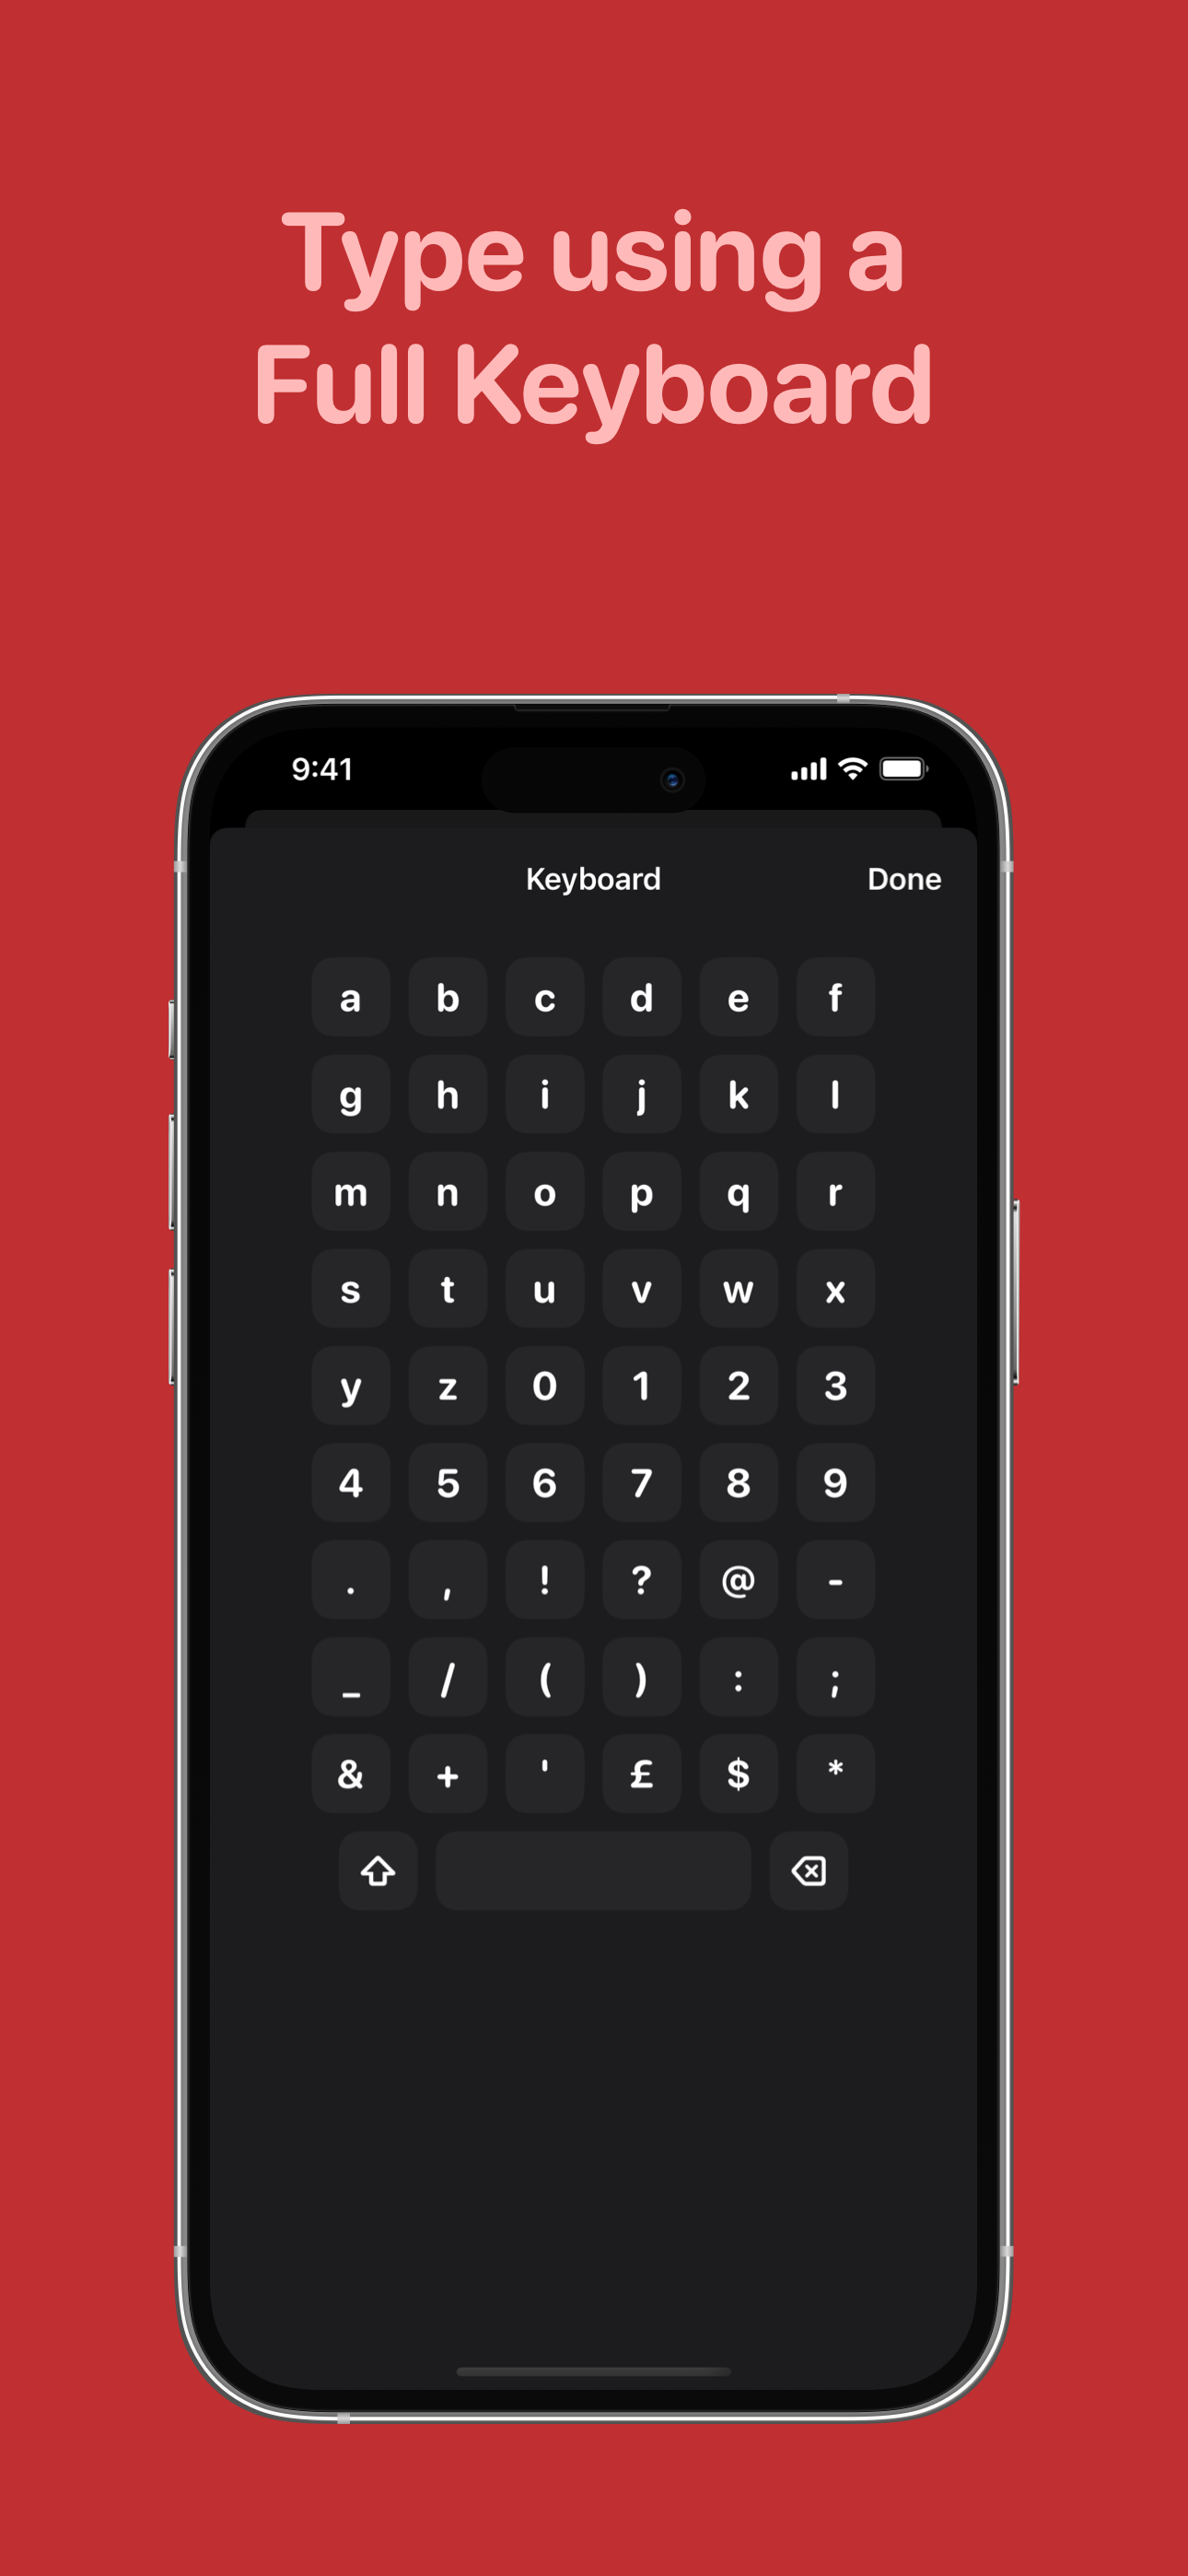 Type using a
Full Keyboard
9:41
Keyboard Done
a b c d e f
g h i j k l
m n o p q r
s t u v w x
y z 0 1 2 3
4 5 6 7 8 9
. , ! ? @ -
_ / ( ) : ;
& + ' £ $ *